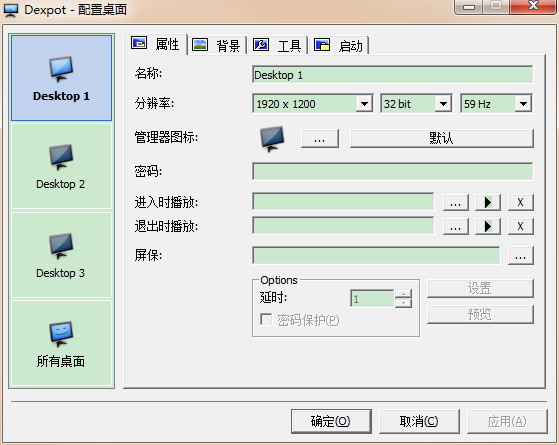 Dexpot - 配置桌面
Desktop 1
Desktop 2
Desktop 3
所有桌面
属性 背景 工具 启动
名称: Desktop 1
分辨率: 1920 x 1200 32 bit 59 Hz
管理器图标: ... 默认
密码:
进入时播放: ... X
退出时播放: ... X
屏保: ...
Options
延时: 1 设置
密码保护(P) 预览
确定(O) 取消(C) 应用(A)